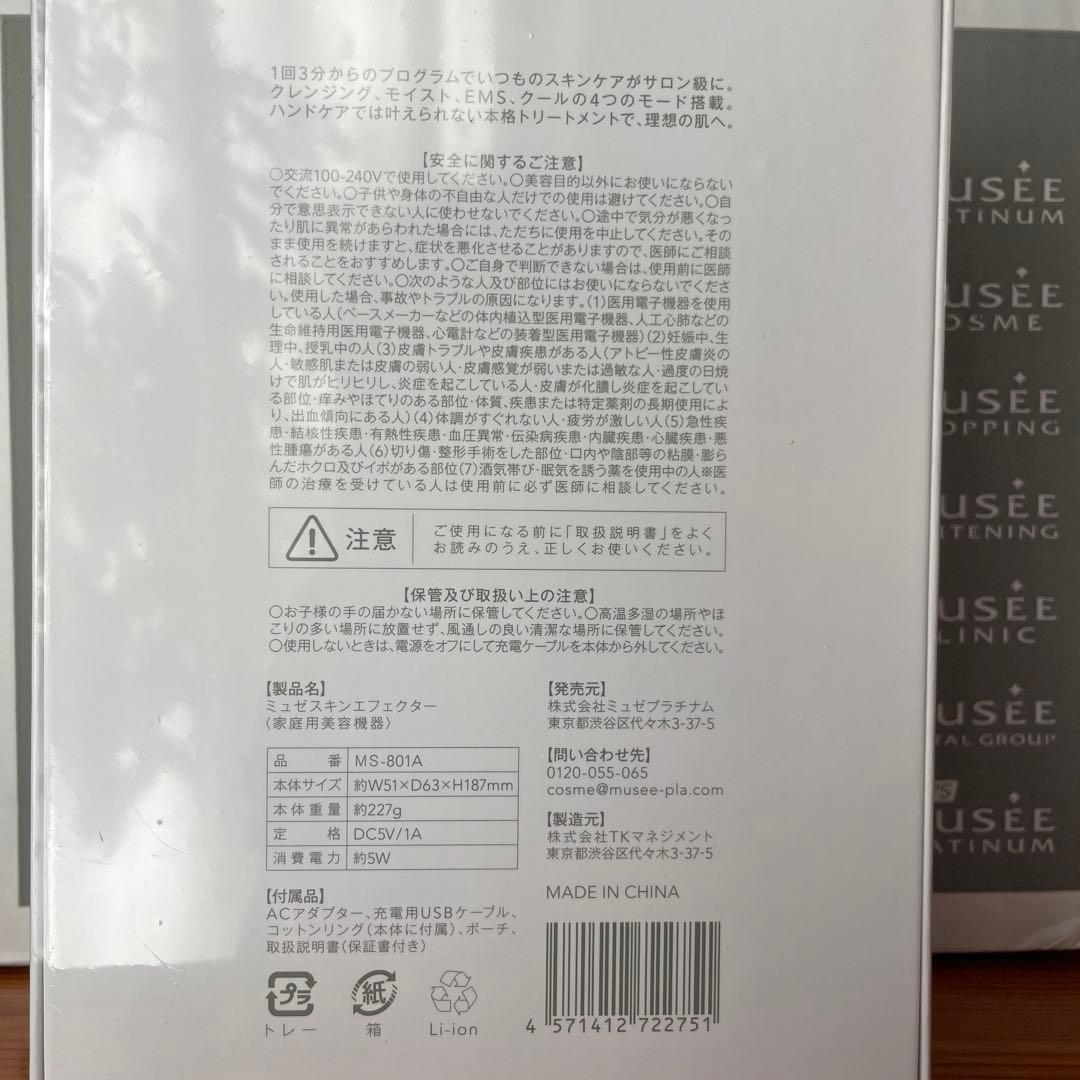 1回3分からのプログラムでいつものスキンケアがサロン級に。
クレンジング、モイスト、EMS、クールの4つのモード搭載。
ハンドケアでは叶えられない本格トリートメントで、理想の肌へ。
【安全に関するご注意】
〇交流100-240Vで使用してください。〇美容目的以外にお使いにならない
でください。〇子供や身体の不自由な人だけでの使用は避けてください。〇自
分で意思表示できない人に使わせないでください。〇途中で気分が悪くなっ
たり肌に異常があらわれた場合には、ただちに使用を中止してください。その
まま使用を続けますと、症状を悪化させることがありますので、医師にご相談
されることをおすすめします。〇ご自身で判断できない場合は、使用前に医師
に相談してください。〇次のような人及び部位にはお使いにならないでくださ
い。使用した場合、事故やトラブルの原因になります。(1)医用電子機器を使用
している人(ペースメーカーなどの体内植込型医用電子機器、人工心肺などの
生命維持用医用電子機器、心電計などの装着型医用電子機器)(2)妊娠中、生
理中、授乳中の人(3)皮膚トラブルや皮膚疾患がある人(アトピー性皮膚炎の
人・敏感肌または皮膚の弱い人・皮膚感覚が弱いまたは過敏な人・過度の日焼
けで肌がヒリヒリし、炎症を起こしている人・皮膚が化膿し炎症を起こしてい
る部位・痒みやほてりのある部位・体質、疾患または特定薬剤の長期使用によ
り、出血傾向にある人)(4)体調がすぐれない人・疲労が激しい人(5)急性疾
患・結核性疾患・有熱性疾患・血圧異常・伝染病疾患・内臓疾患・心臓疾患・悪
性腫瘍がある人(6)切り傷・整形手術をした部位・口内や陰部等の粘膜・膨ら
んだホクロ及びイボがある部位(7)酒気帯び・眠気を誘う薬を使用中の人※医
師の治療を受けている人は使用前に必ず医師に相談してください。
注意
ご使用になる前に「取扱説明書」をよく
お読みのうえ、正しくお使いください。
【保管及び取扱い上の注意】
〇お子様の手の届かない場所に保管してください。〇高温多湿の場所やほ
こりの多い場所に放置せず、風通しの良い清潔な場所に保管してください。
〇使用しないときは、電源をオフにして充電ケーブルを本体から外してください。
【製品名】
ミュゼスキンエフェクター
〈家庭用美容機器〉
品番 MS-801A
本体サイズ 約W51×D63×H187mm
本体重量 約227g
定格 DC5V/1A
消費電力 約5W
【付属品】
ACアダプター、充電用USBケーブル、
コットンリング(本体に付属)、ポーチ、
取扱説明書(保証書付き)
プラ
トレー
紙
箱
Li-ion
【発売元】
株式会社ミュゼプラチナム
東京都渋谷区代々木3-37-5
【問い合わせ先】
0120-055-065
cosme@musee-pla.com
【製造元】
株式会社TKマネジメント
東京都渋谷区代々木3-37-5
MADE IN CHINA
4 571412 722751
USÉE
ATINUM
USÉE
OSME
USÉE
OPPING
USÉE
ITENING
USÉE
LINIC
USÉE
TAL GROUP
USÉE
ATINUM